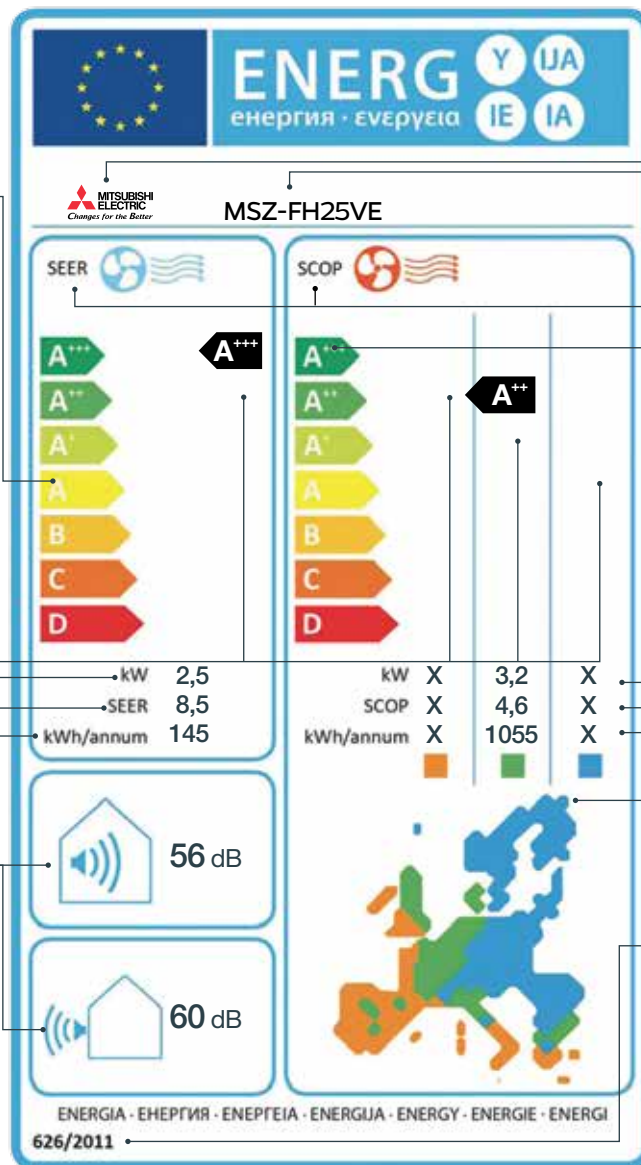 ENERG Y IJA
енергия · ενεργεια IE IA
MITSUBISHI
ELECTRIC
Changes for the Better
MSZ-FH25VE
SEER
A+++
A+++
A++
A+
A
B
C
D
kW 2,5
SEER 8,5
kWh/annum 145
SCOP
A+++
A++
A++
A+
A
B
C
D
kW X 3,2 X
SCOP X 4,6 X
kWh/annum X 1055 X
56 dB
60 dB
ENERGIA · ЕНЕРГИЯ · ΕΝΕΡΓΕΙΑ · ENERGIJA · ENERGY · ENERGIE · ENERGI
626/2011